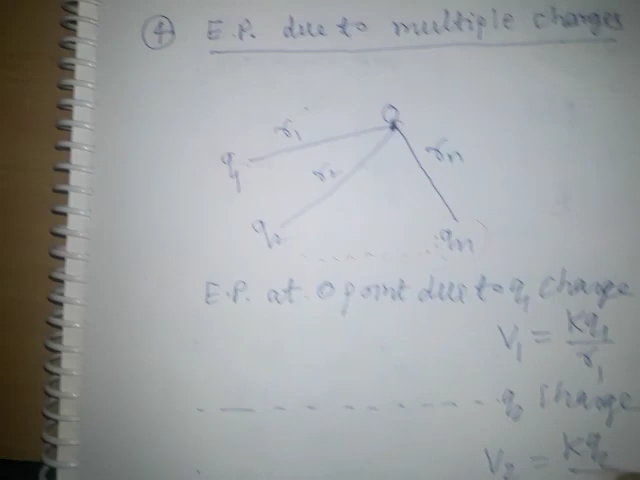 ④ E.P. due to multiple charges
O
r₁
rₙ
q₁
r₂
q₂
qₙ
E.P. at O point due to q₁ charge
V₁ = Kq₁/r₁
q₂ charge
V₂ = Kq₂